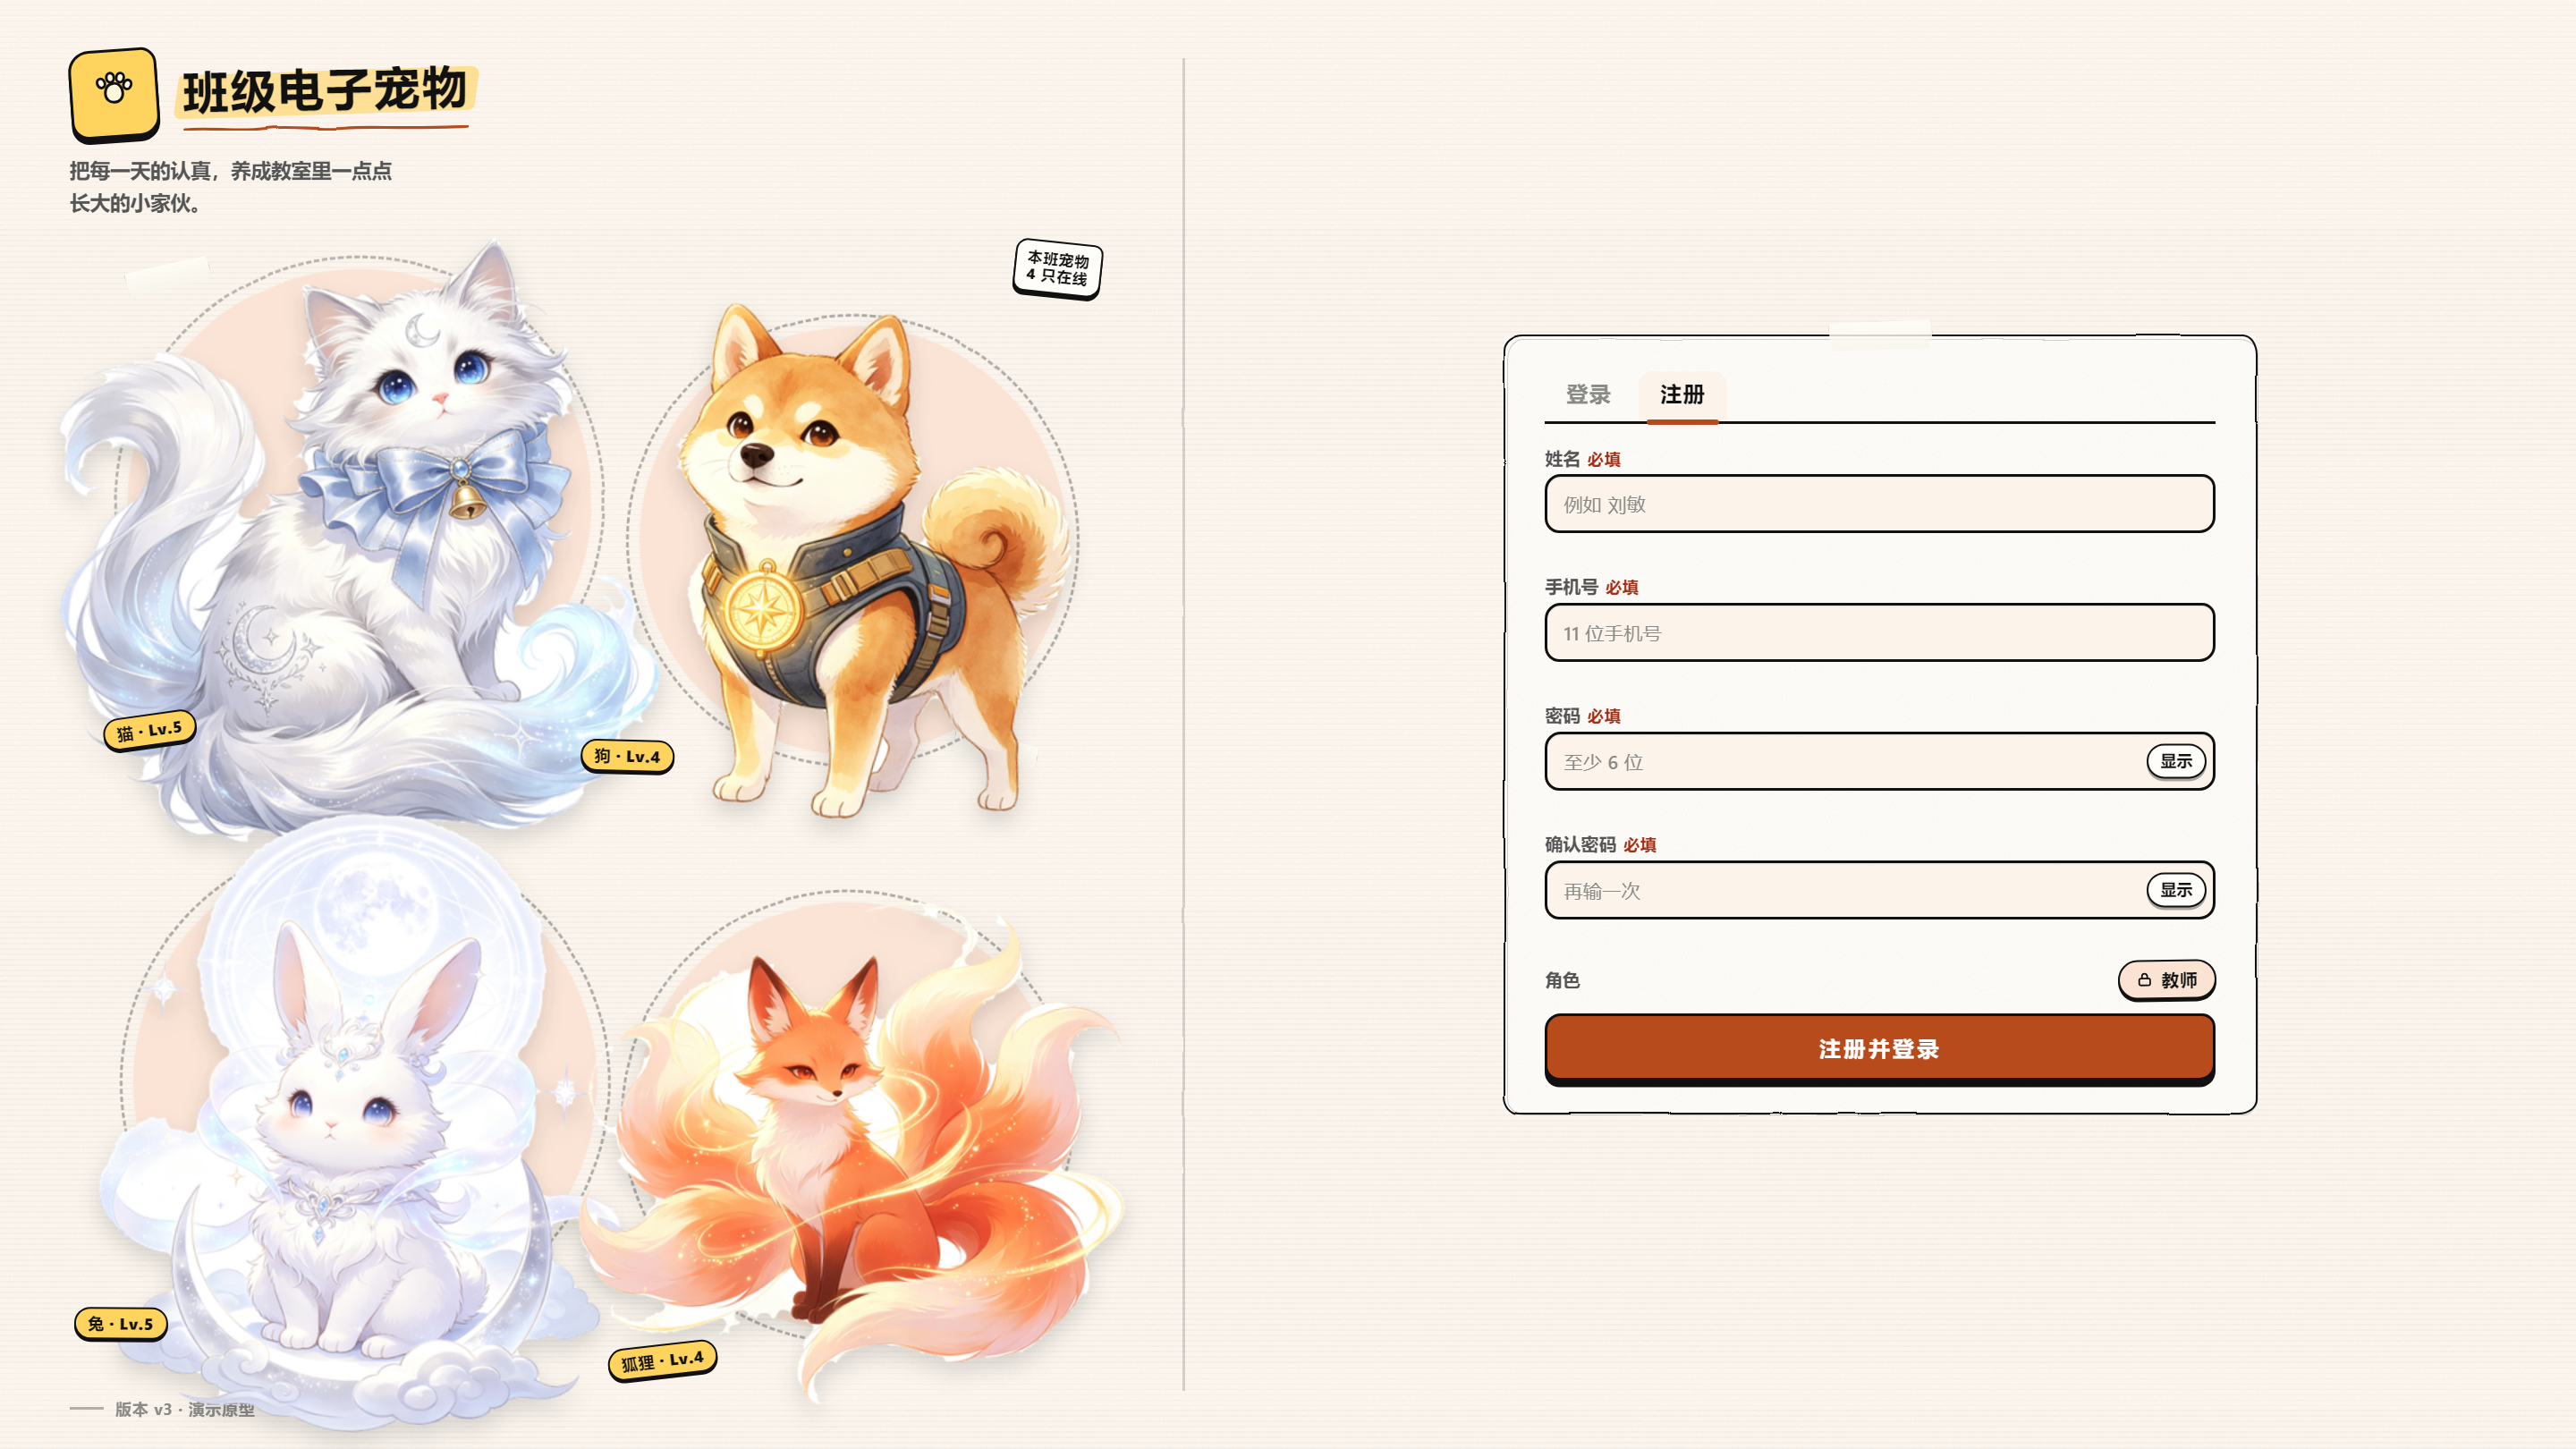 班级电子宠物
把每一天的认真，养成教室里一点点
长大的小家伙。
本班宠物
4 只在线
猫 · Lv.5
狗 · Lv.4
兔 · Lv.5
狐狸 · Lv.4
版本 v3 · 演示原型
登录 注册
姓名 必填
例如 刘敏
手机号 必填
11 位手机号
密码 必填
至少 6 位 显示
确认密码 必填
再输一次 显示
角色 教师
注册并登录